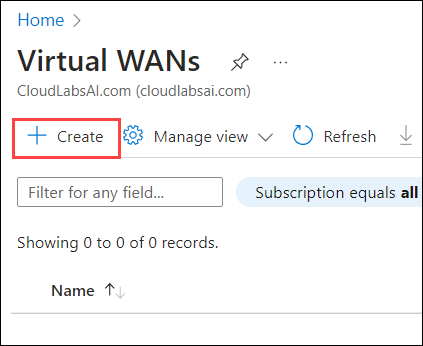 Home >
Virtual WANs
CloudLabsAI.com (cloudlabsai.com)
+ Create Manage view Refresh
Filter for any field... Subscription equals all
Showing 0 to 0 of 0 records.
Name ↑↓